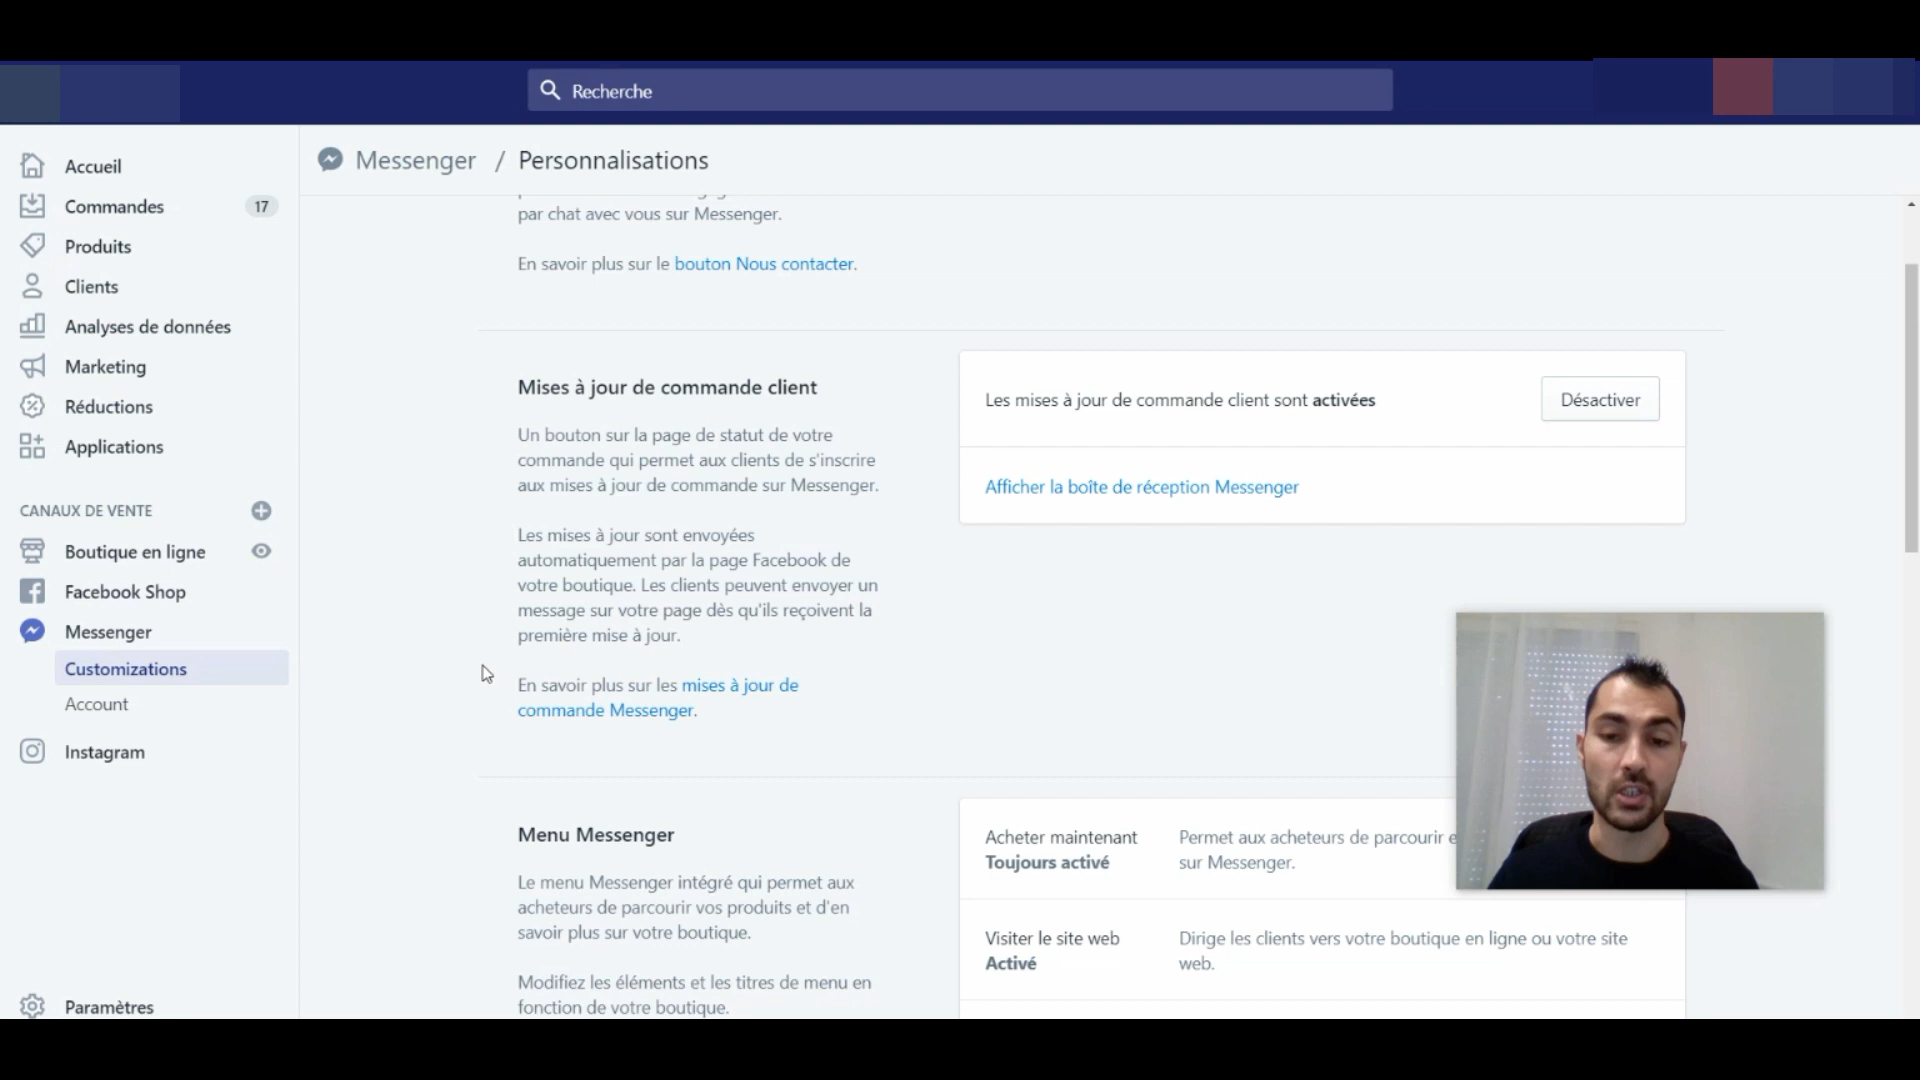 Recherche
Accueil
Commandes 17
Produits
Clients
Analyses de données
Marketing
Réductions
Applications
CANAUX DE VENTE
Boutique en ligne
Facebook Shop
Messenger
Customizations
Account
Instagram
Paramètres
Messenger / Personnalisations
par chat avec vous sur Messenger.
En savoir plus sur le bouton Nous contacter.
Mises à jour de commande client
Un bouton sur la page de statut de votre
commande qui permet aux clients de s'inscrire
aux mises à jour de commande sur Messenger.
Les mises à jour sont envoyées
automatiquement par la page Facebook de
votre boutique. Les clients peuvent envoyer un
message sur votre page dès qu'ils reçoivent la
première mise à jour.
En savoir plus sur les mises à jour de
commande Messenger.
Les mises à jour de commande client sont activées
Désactiver
Afficher la boîte de réception Messenger
Menu Messenger
Le menu Messenger intégré qui permet aux
acheteurs de parcourir vos produits et d'en
savoir plus sur votre boutique.
Modifiez les éléments et les titres de menu en
fonction de votre boutique.
Acheter maintenant
Toujours activé
Permet aux acheteurs de parcourir
sur Messenger.
Visiter le site web
Activé
Dirige les clients vers votre boutique en ligne ou votre site
web.